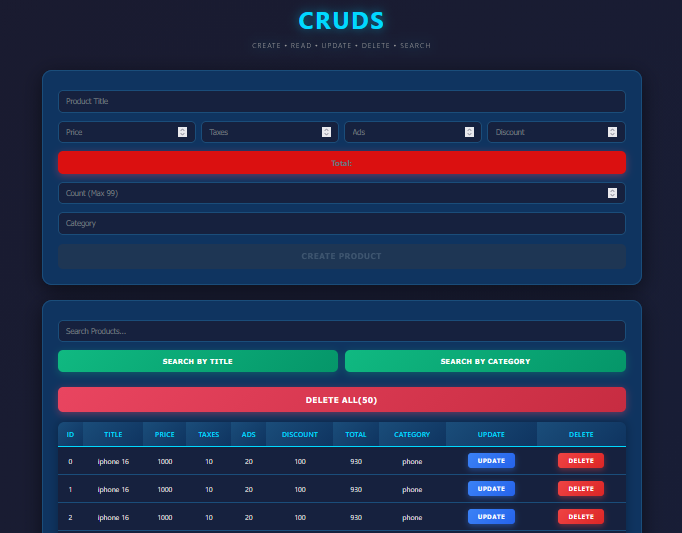 CRUDS
CREATE • READ • UPDATE • DELETE • SEARCH
Product Title
Price Taxes Ads Discount
Total:
Count (Max 99)
Category
CREATE PRODUCT
Search Products...
SEARCH BY TITLE SEARCH BY CATEGORY
DELETE ALL(50)
ID TITLE PRICE TAXES ADS DISCOUNT TOTAL CATEGORY UPDATE DELETE
0 iphone 16 1000 10 20 100 930 phone UPDATE DELETE
1 iphone 16 1000 10 20 100 930 phone UPDATE DELETE
2 iphone 16 1000 10 20 100 930 phone UPDATE DELETE